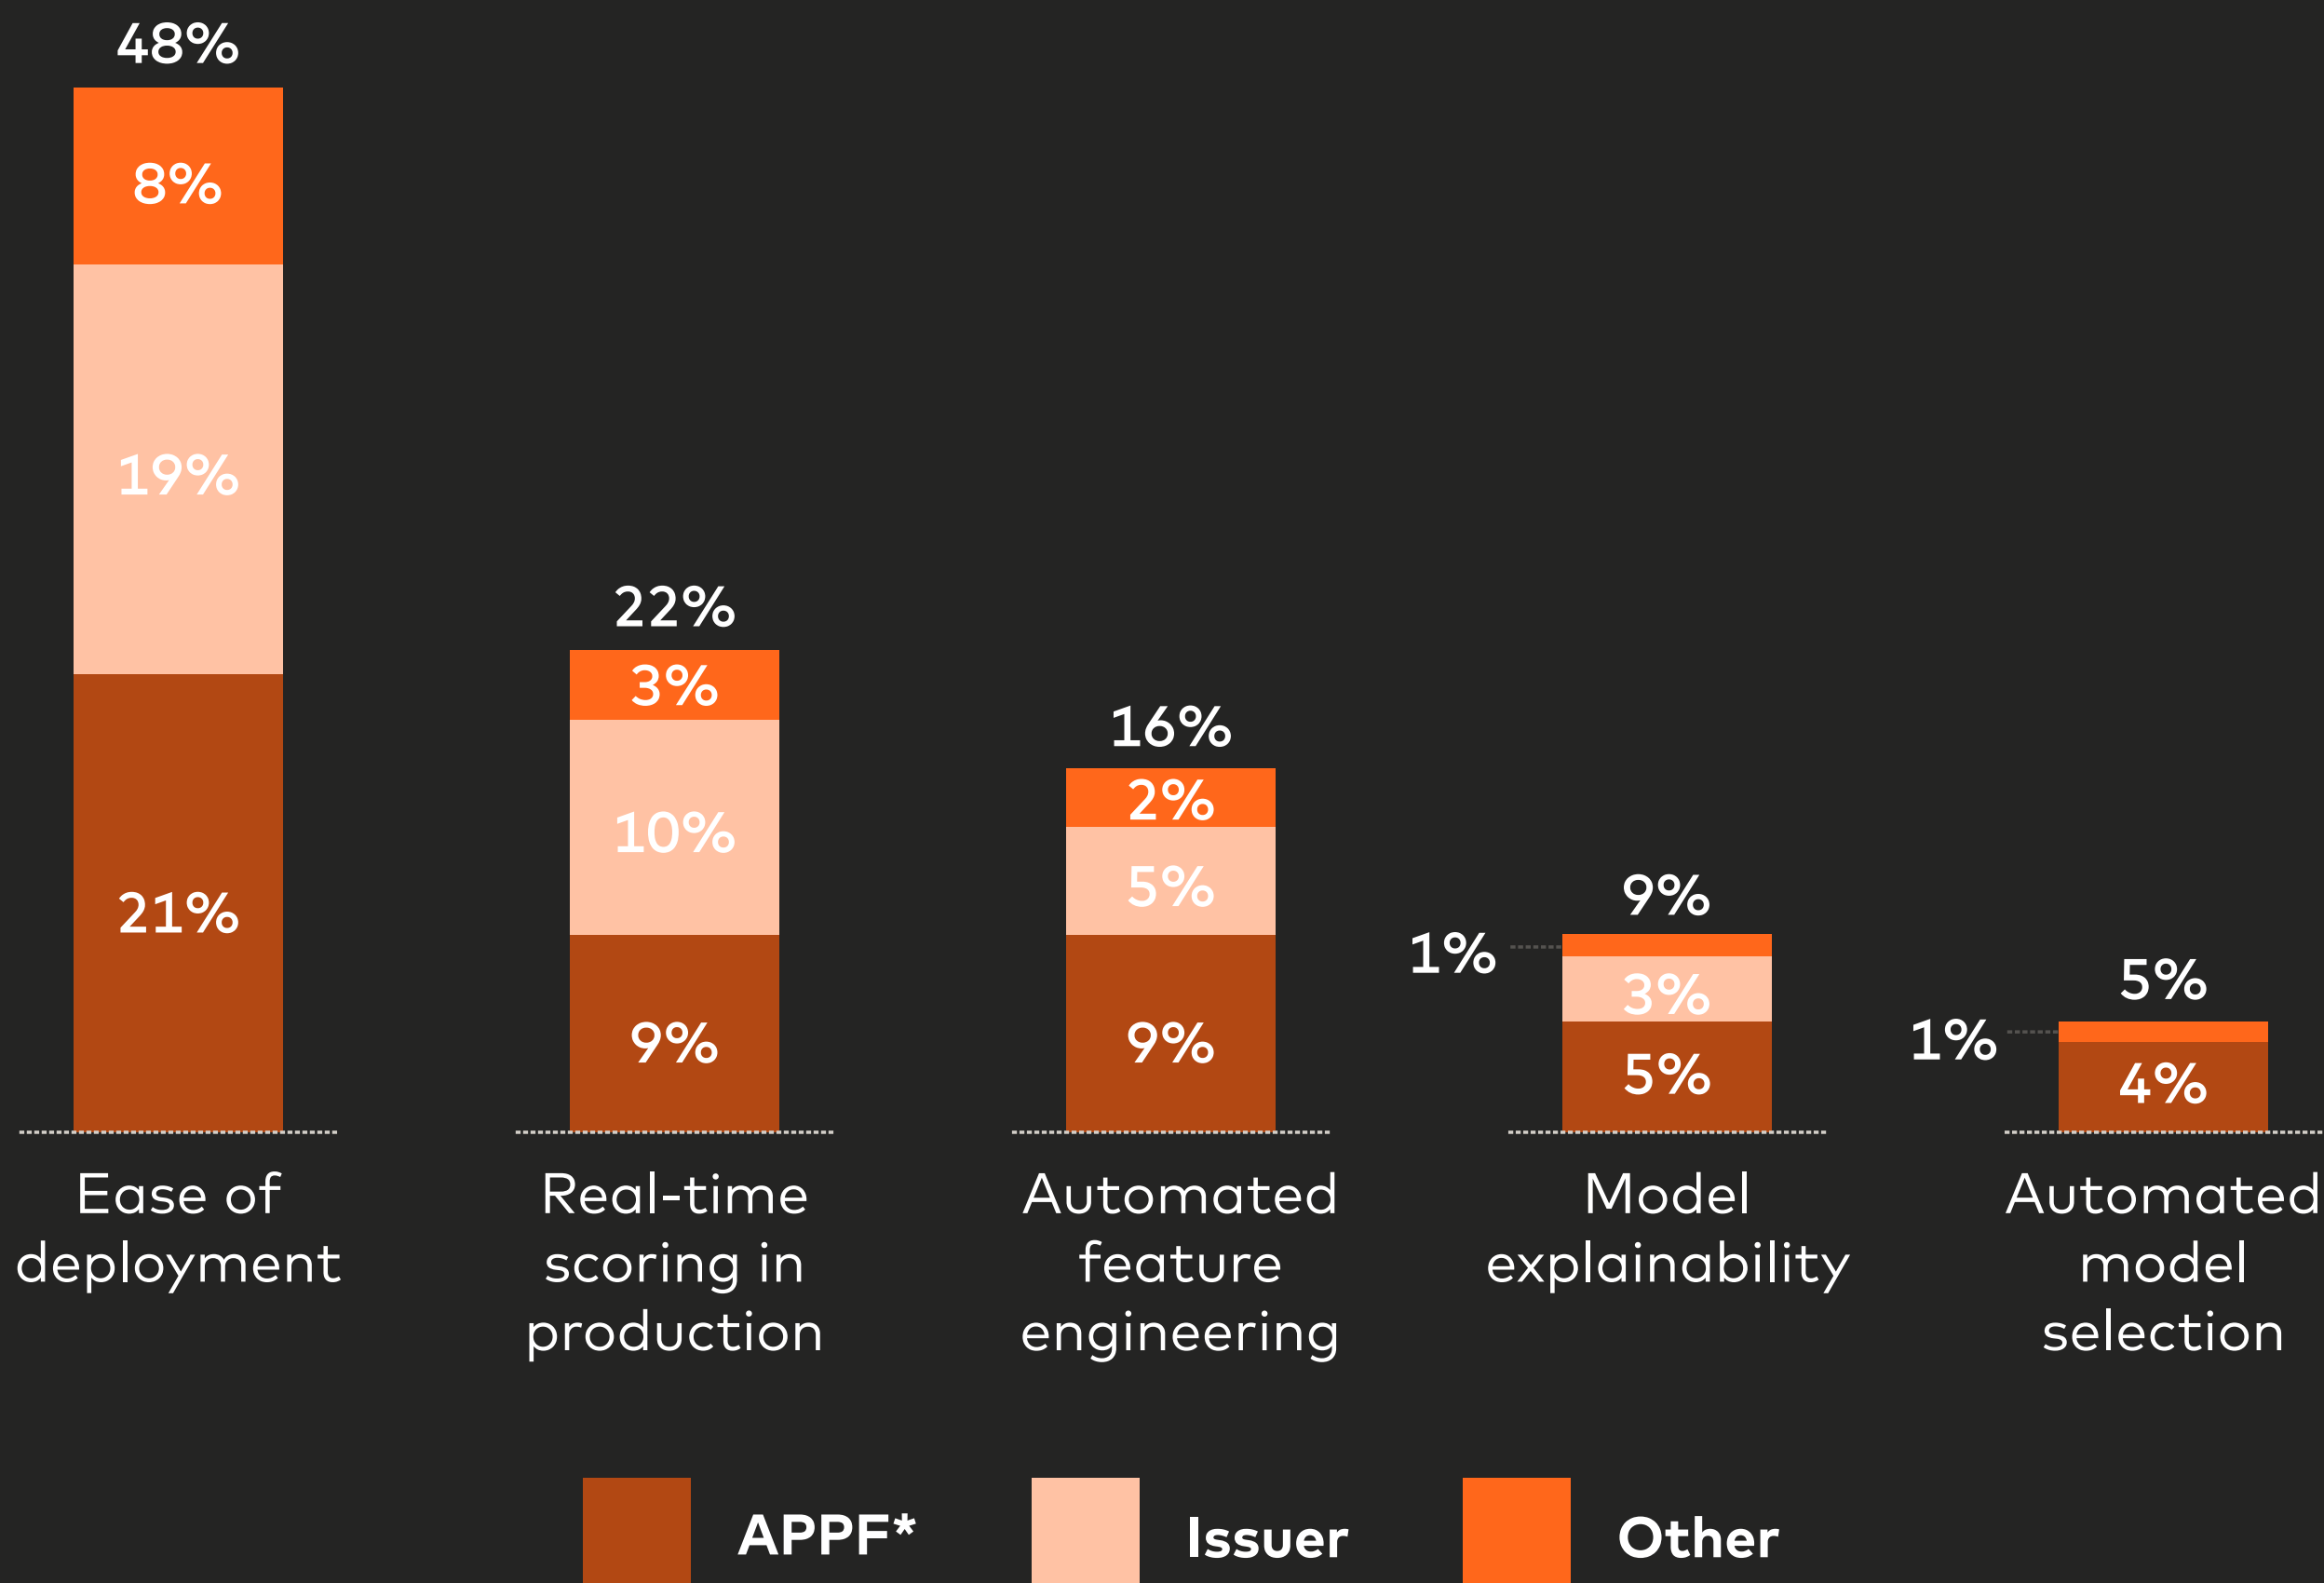 48%
8%
19%
21%
Ease of
deployment
22%
3%
10%
9%
Real-time
scoring in
production
16%
2%
5%
9%
Automated
feature
engineering
9%
1%
3%
5%
Model
explainability
5%
1%
4%
Automated
model
selection
APPF*
Issuer
Other